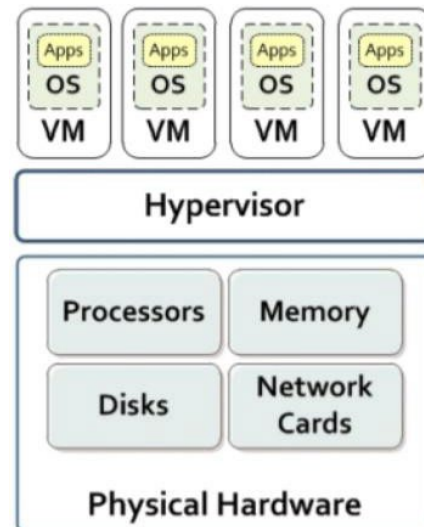 Apps Apps Apps Apps
OS OS OS OS
VM VM VM VM
Hypervisor
Processors Memory
Disks Network Cards
Physical Hardware